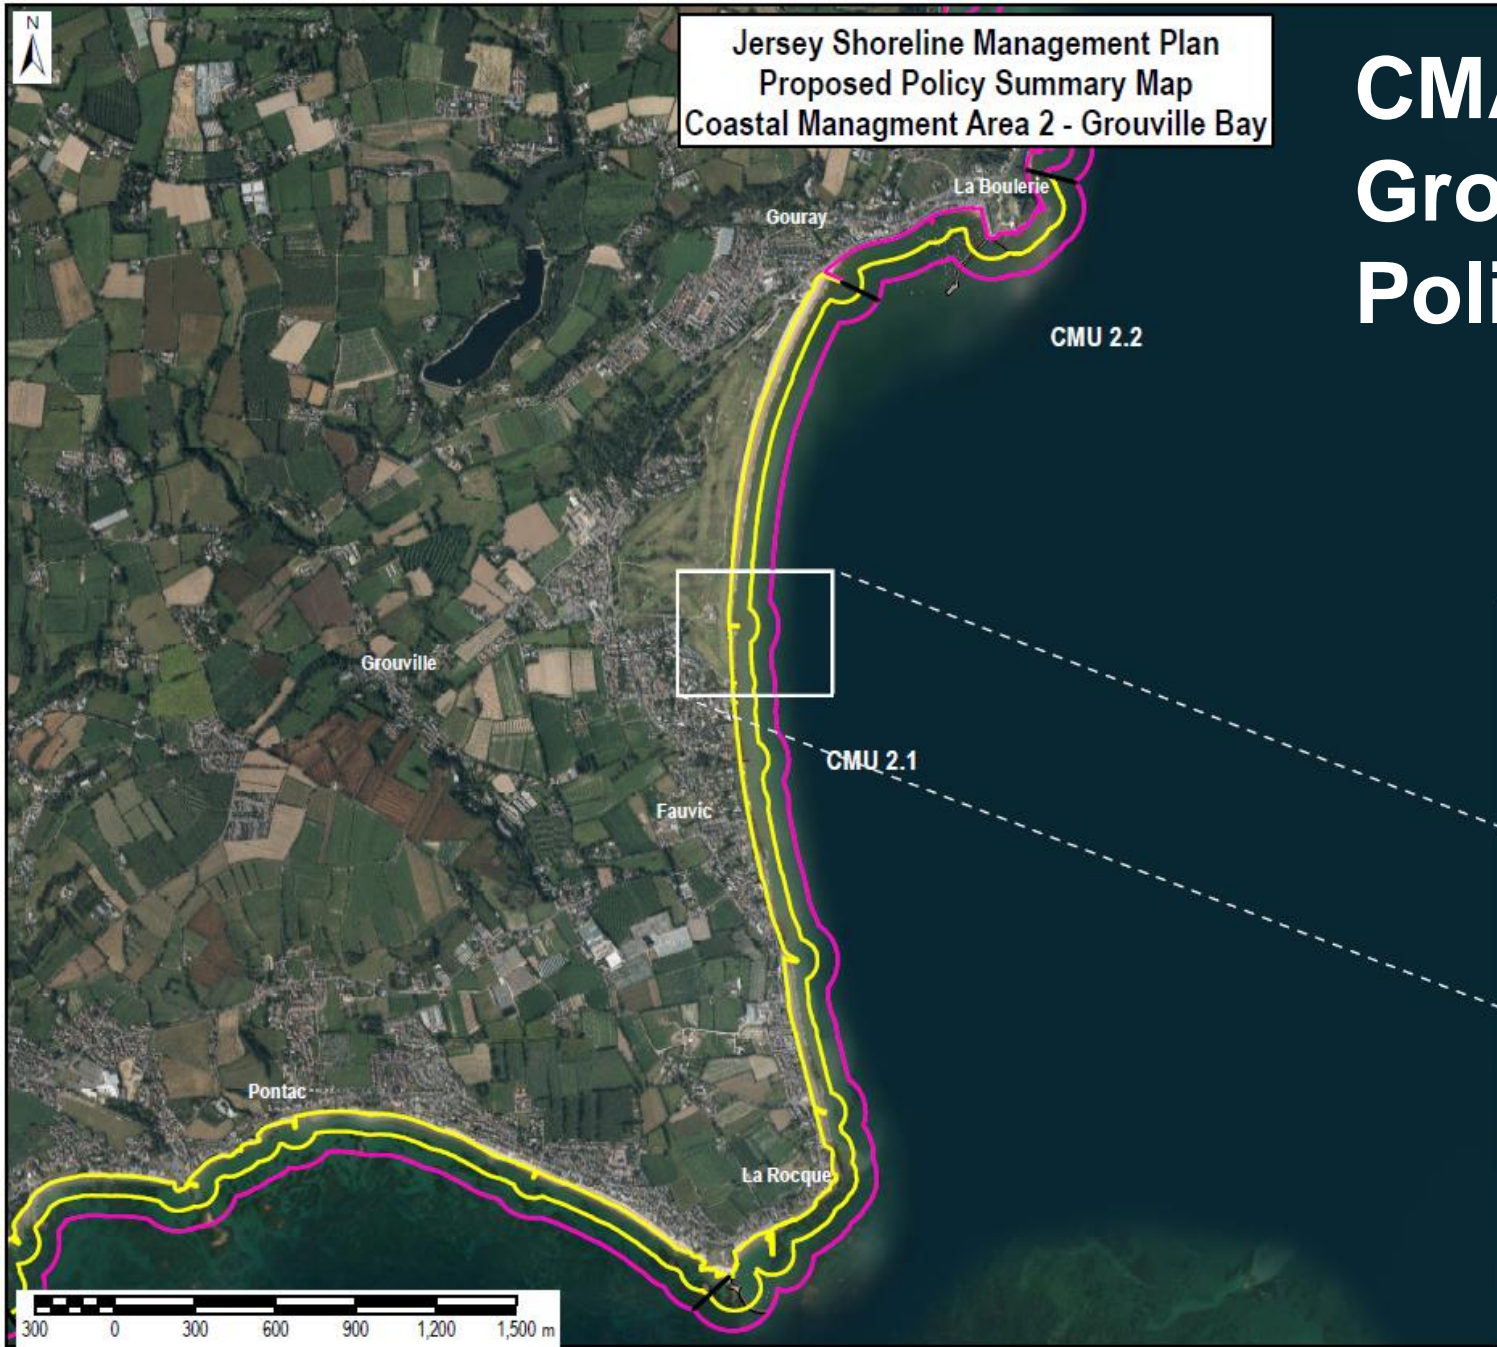 N
Jersey Shoreline Management Plan
Proposed Policy Summary Map
Coastal Managment Area 2 - Grouville Bay
CMA
Gro
Poli
La Boulerie
Gouray
CMU 2.2
Grouville
CMU 2.1
Fauvic
Pontac
La Rocque
300 0 300 600 900 1,200 1,500 m